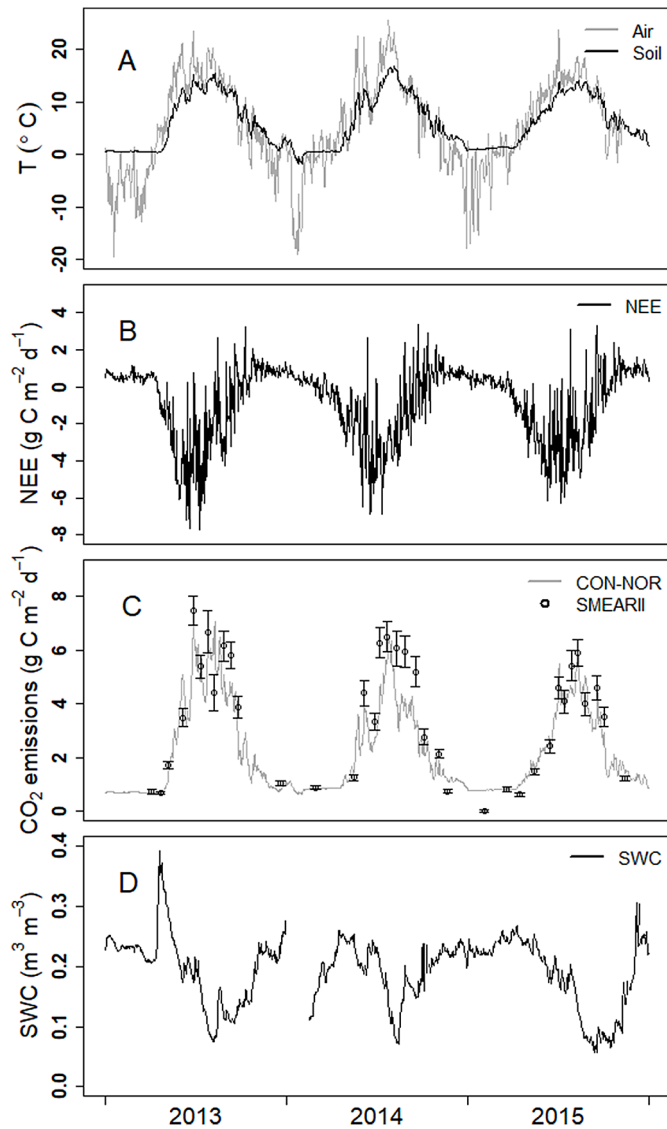 A
Air
Soil
T (° C)
20
10
0
-10
-20
B
NEE
NEE (g C m⁻² d⁻¹)
4
2
0
-2
-4
-6
-8
C
CON-NOR
SMEARII
CO₂ emissions (g C m⁻² d⁻¹)
8
6
4
2
0
D
SWC
SWC (m³ m⁻³)
0.4
0.3
0.2
0.1
0.0
2013 2014 2015